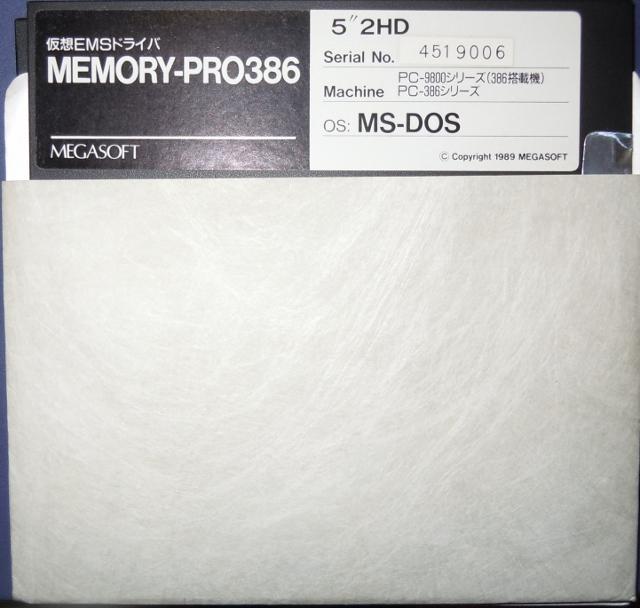 仮想EMSドライバ
MEMORY-PRO386
MEGASOFT
5″2HD
Serial No. 4519006
Machine PC-9800シリーズ(386搭載機)
PC-386シリーズ
OS: MS-DOS
© Copyright 1989 MEGASOFT